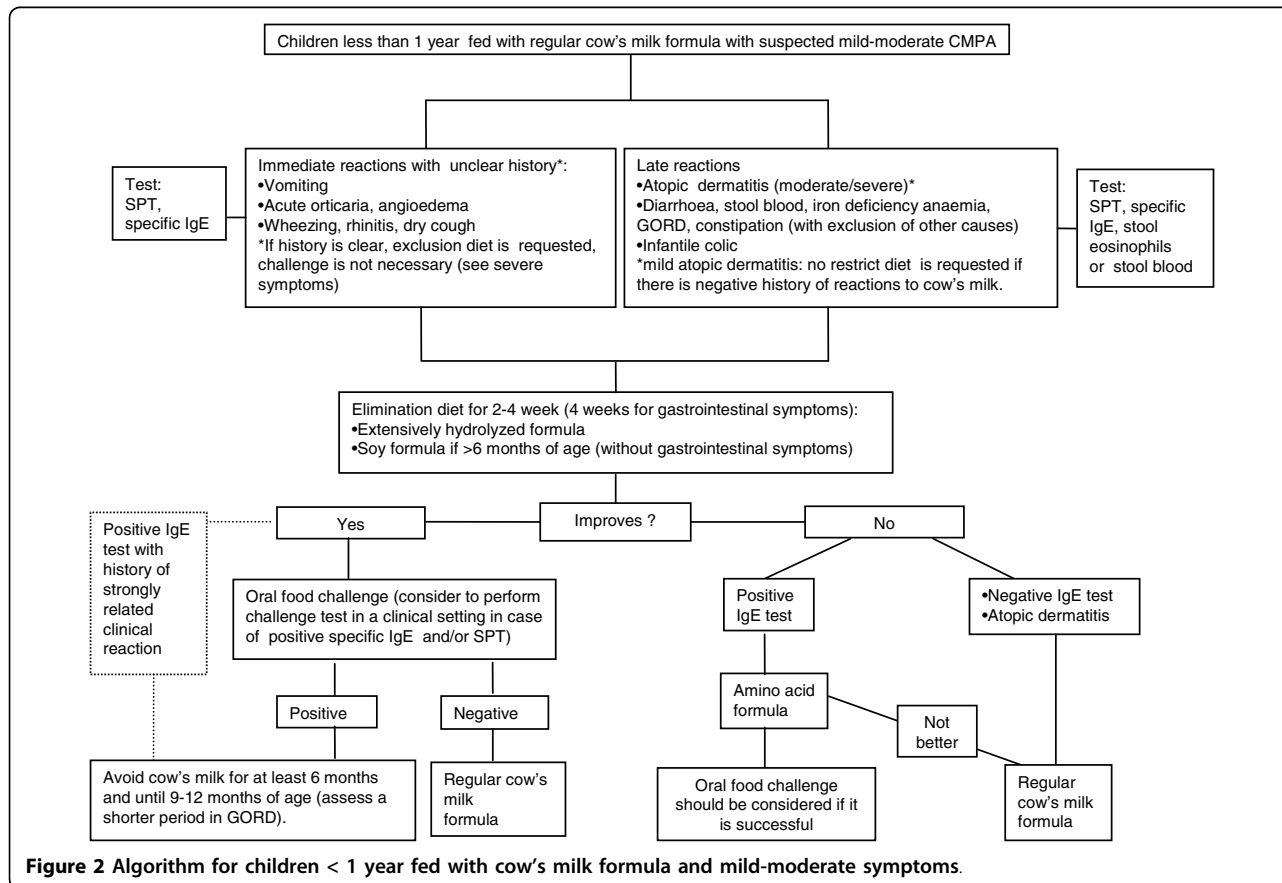 Children less than 1 year fed with regular cow's milk formula with suspected mild-moderate CMPA
Test:
SPT,
specific IgE
Immediate reactions with unclear history*:
•Vomiting
•Acute orticaria, angioedema
•Wheezing, rhinitis, dry cough
*If history is clear, exclusion diet is requested,
challenge is not necessary (see severe
symptoms)
Late reactions
•Atopic dermatitis (moderate/severe)*
•Diarrhoea, stool blood, iron deficiency anaemia,
GORD, constipation (with exclusion of other causes)
•Infantile colic
*mild atopic dermatitis: no restrict diet is requested if
there is negative history of reactions to cow's milk.
Test:
SPT, specific
IgE, stool
eosinophils
or stool blood
Elimination diet for 2-4 week (4 weeks for gastrointestinal symptoms):
•Extensively hydrolyzed formula
•Soy formula if >6 months of age (without gastrointestinal symptoms)
Improves ?
Yes
No
Positive IgE
test with
history of
strongly
related
clinical
reaction
Oral food challenge (consider to perform
challenge test in a clinical setting in case
of positive specific IgE and/or SPT)
Positive
IgE test
•Negative IgE test
•Atopic dermatitis
Positive
Negative
Amino acid
formula
Not
better
Avoid cow's milk for at least 6 months
and until 9-12 months of age (assess a
shorter period in GORD).
Regular cow's
milk
formula
Oral food challenge
should be considered if it
is successful
Regular
cow's milk
formula
Figure 2 Algorithm for children < 1 year fed with cow's milk formula and mild-moderate symptoms.